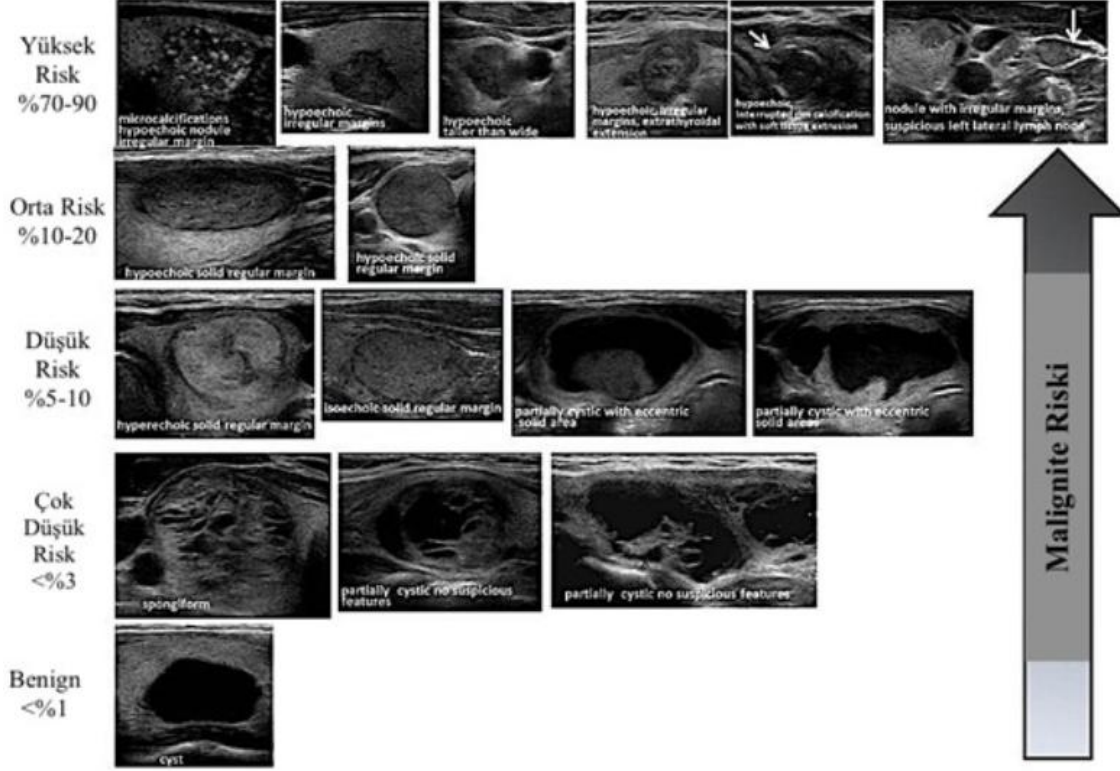 Yüksek
Risk
%70-90
microcalcifications
hypoechoic nodule
irregular margin
hypoechoic
irregular margins
hypoechoic
taller than wide
hypoechoic, irregular
margins, extrathyroidal
extension
hypoechoic,
interrupted rim calcification
with soft tissue extrusion
nodule with irregular margins,
suspicious left lateral lymph node
Orta Risk
%10-20
hypoechoic solid regular margin
hypoechoic solid
regular margin
Düşük
Risk
%5-10
hyperechoic solid regular margin
isoechoic solid regular margin
partially cystic with eccentric
solid area
partially cystic with eccentric
solid areas
Çok
Düşük
Risk
<%3
spongiform
partially cystic no suspicious
features
partially cystic no suspicious features
Benign
<%1
cyst
Malignite Riski